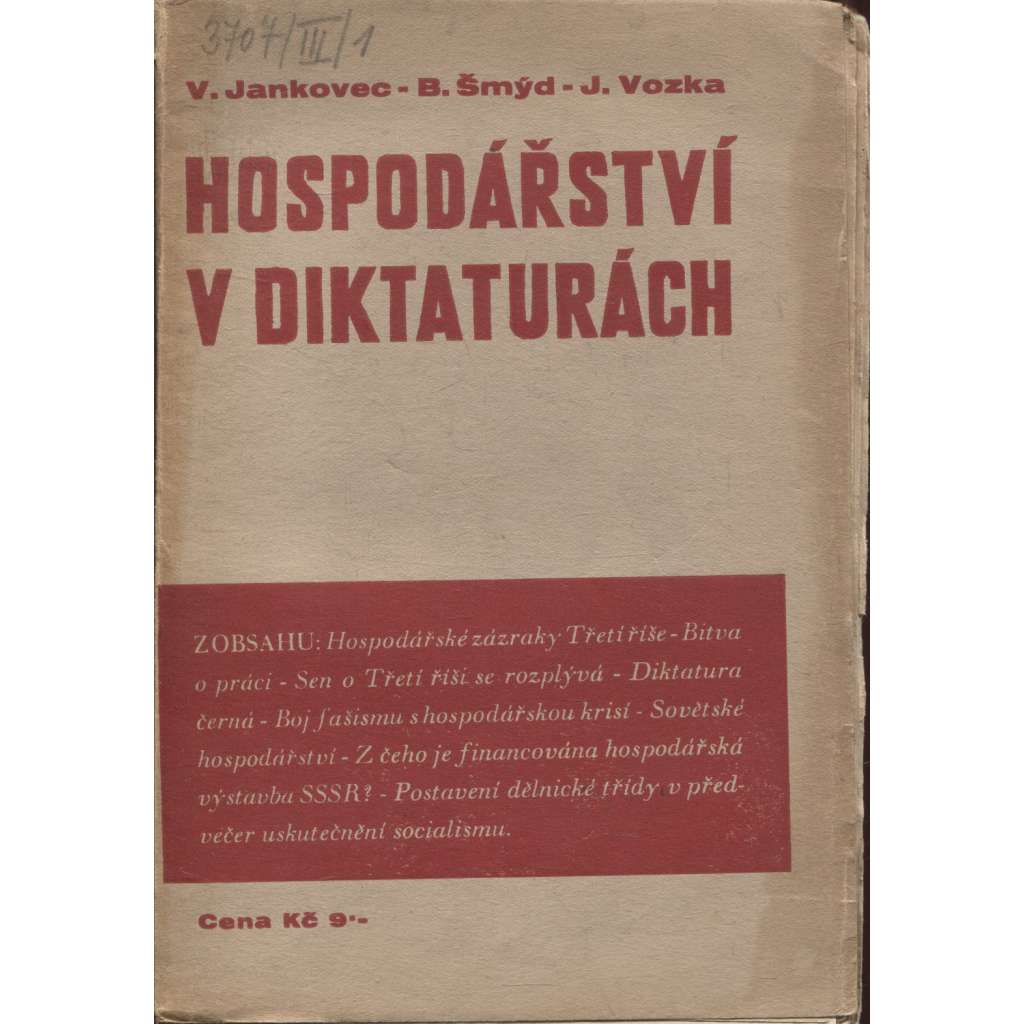 3707/III/1
V. Jankovec - B. Šmýd - J. Vozka
HOSPODÁŘSTVÍ
V DIKTATURÁCH
Z OBSAHU: Hospodářské zázraky Třetí říše - Bitva
o práci - Sen o Třetí říši se rozplývá - Diktatura
černá - Boj fašismu s hospodářskou krisí - Sovětské
hospodářství - Z čeho je financována hospodářská
výstavba SSSR? - Postavení dělnické třídy v před-
večer uskutečnění socialismu.
Cena Kč 9·-